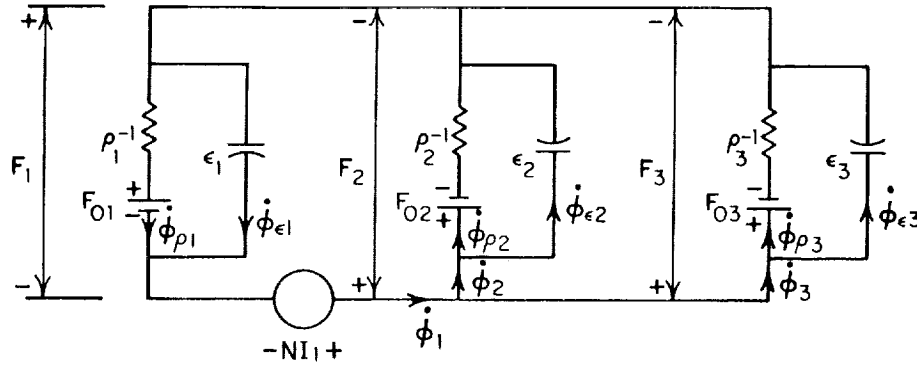 + − −
ρ₁⁻¹ ε₁ ρ₂⁻¹ ε₂ ρ₃⁻¹ ε₃
F₁ F₂ F₃
+ − −
F₀₁ F₀₂ F₀₃
− + +
φ̇ρ₁ φ̇ε1 φ̇ρ₂ φ̇ε2 φ̇ρ₃ φ̇ε3
φ̇₂ φ̇₃
− + +
φ̇₁
-NI₁+